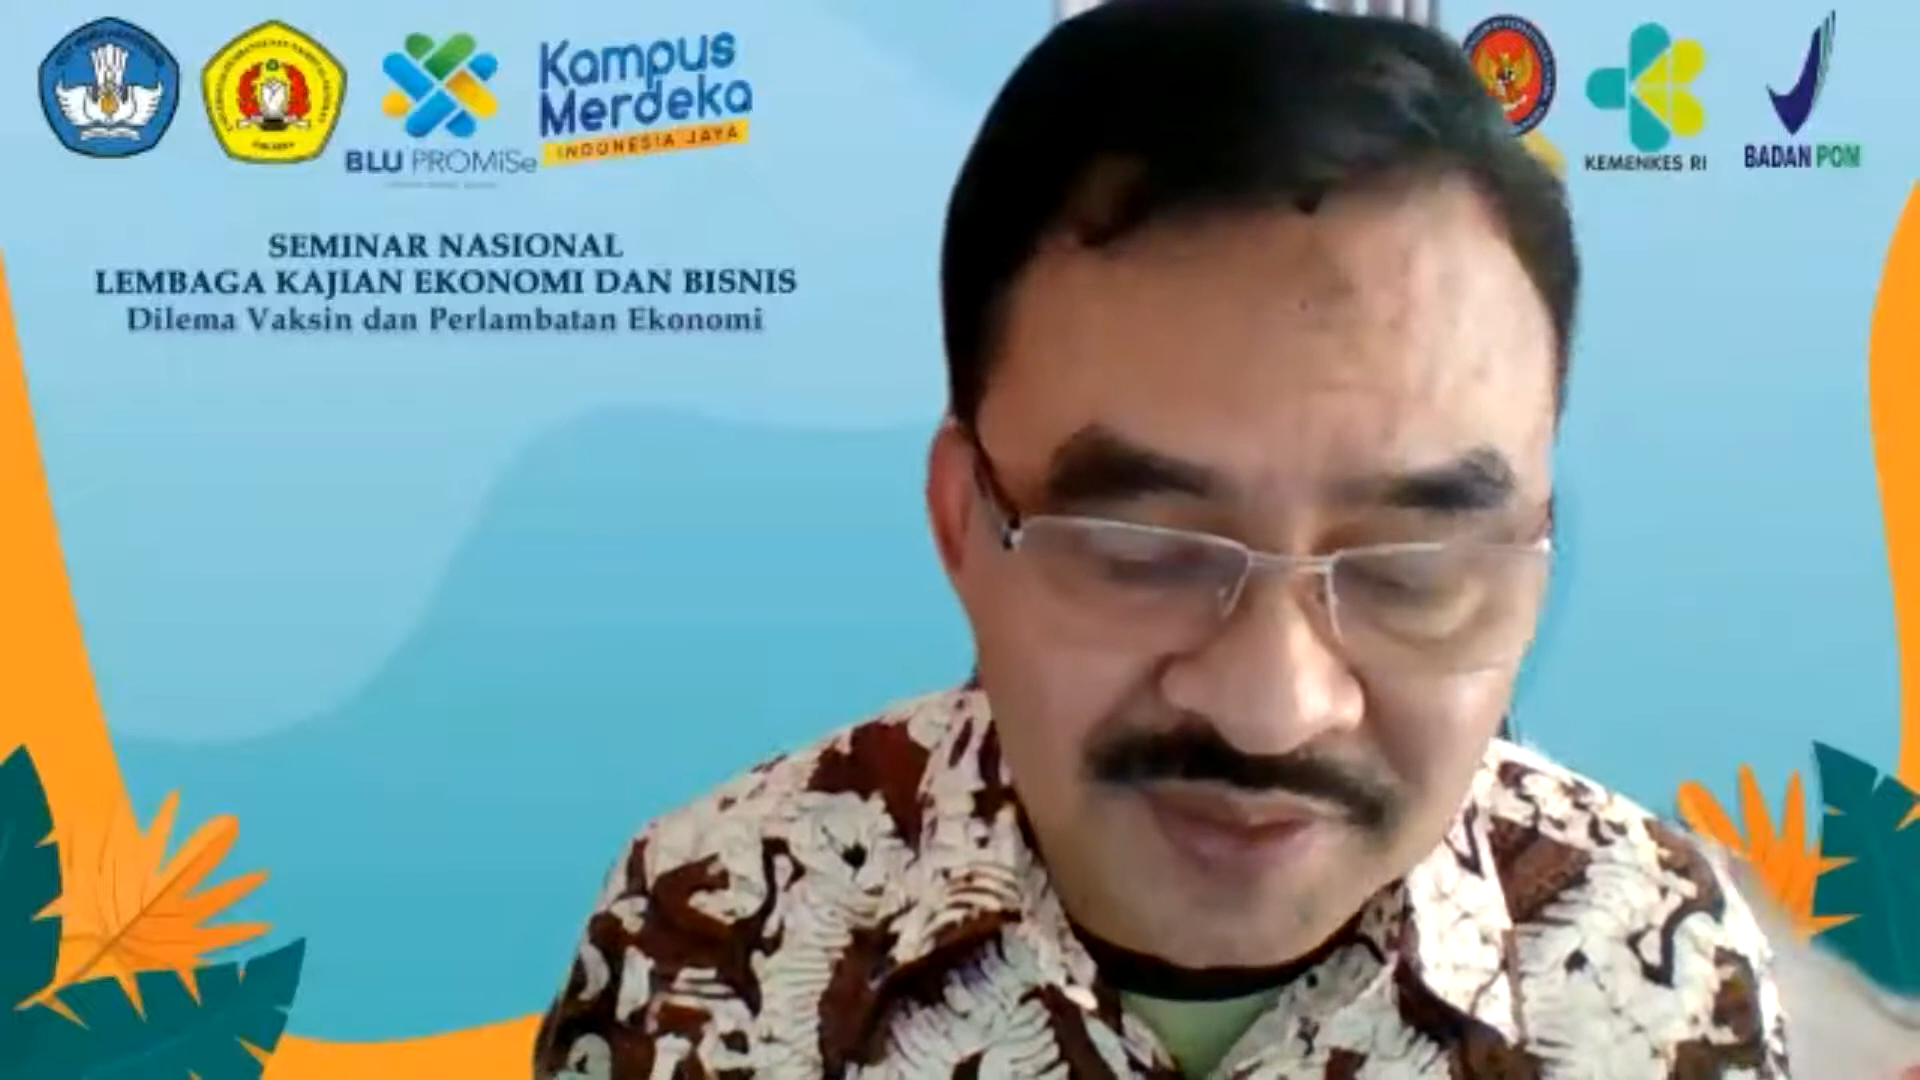 BLU PROMiSe
Kampus
Merdeka
INDONESIA JAYA
KEMENKES RI
BADAN POM
SEMINAR NASIONAL
LEMBAGA KAJIAN EKONOMI DAN BISNIS
Dilema Vaksin dan Perlambatan Ekonomi